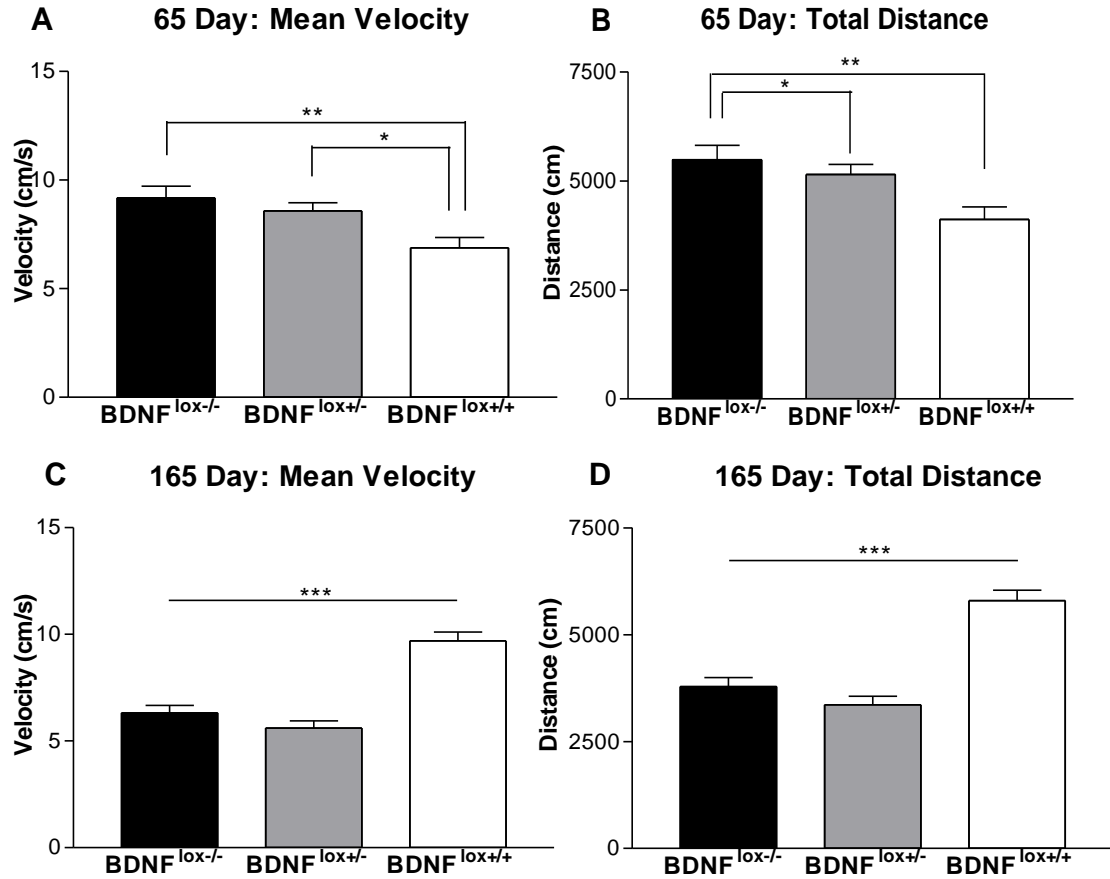 A 65 Day: Mean Velocity
15
10
5
0
Velocity (cm/s)
**
*
BDNF lox-/- BDNF lox+/- BDNF lox+/+
B 65 Day: Total Distance
7500
5000
2500
0
Distance (cm)
**
*
BDNF lox-/- BDNF lox+/- BDNF lox+/+
C 165 Day: Mean Velocity
15
10
5
0
Velocity (cm/s)
***
BDNF lox-/- BDNF lox+/- BDNF lox+/+
D 165 Day: Total Distance
7500
5000
2500
0
Distance (cm)
***
BDNF lox-/- BDNF lox+/- BDNF lox+/+